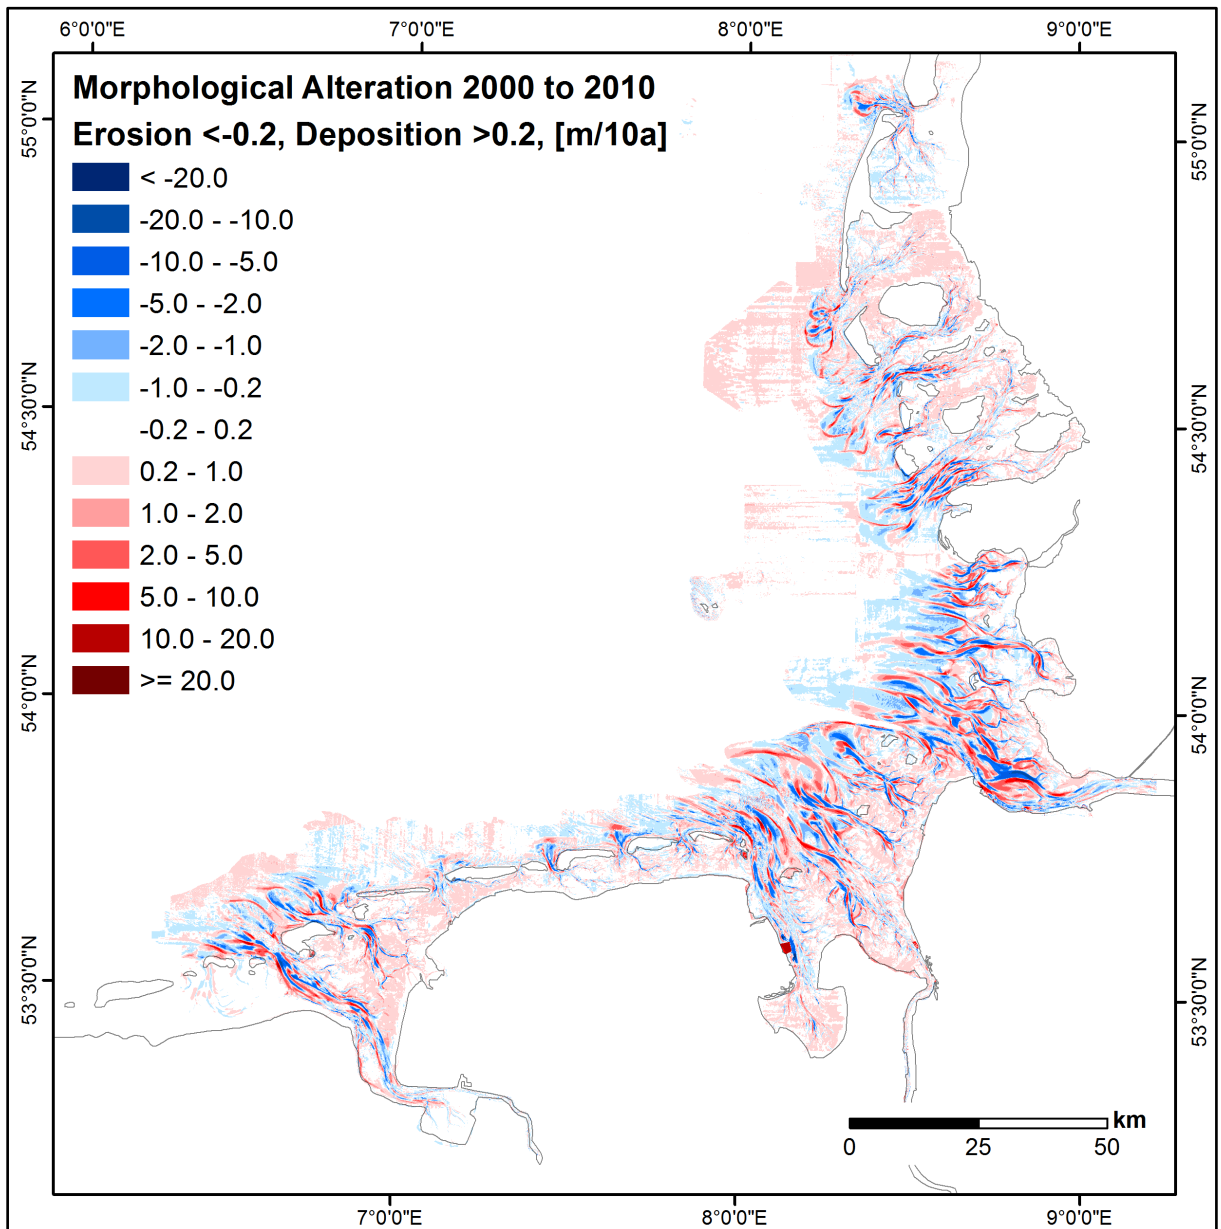 6°0'0"E 7°0'0"E 8°0'0"E 9°0'0"E
Morphological Alteration 2000 to 2010
Erosion <-0.2, Deposition >0.2, [m/10a]
< -20.0
-20.0 - -10.0
-10.0 - -5.0
-5.0 - -2.0
-2.0 - -1.0
-1.0 - -0.2
-0.2 - 0.2
0.2 - 1.0
1.0 - 2.0
2.0 - 5.0
5.0 - 10.0
10.0 - 20.0
>= 20.0
55°0'0"N
54°30'0"N
54°0'0"N
53°30'0"N
55°0'0"N
54°30'0"N
54°0'0"N
53°30'0"N
km
0 25 50
7°0'0"E 8°0'0"E 9°0'0"E